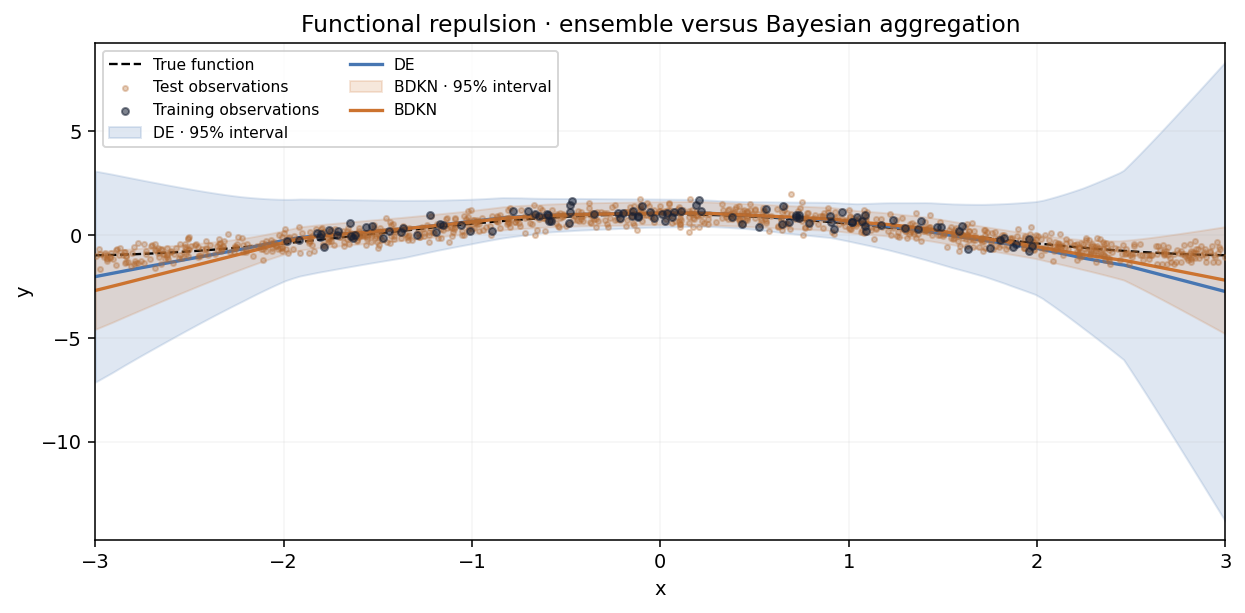 Functional repulsion · ensemble versus Bayesian aggregation
True function
Test observations
Training observations
DE · 95% interval
DE
BDKN · 95% interval
BDKN
y
5
0
−5
−10
−3
−2
−1
0
1
2
3
x